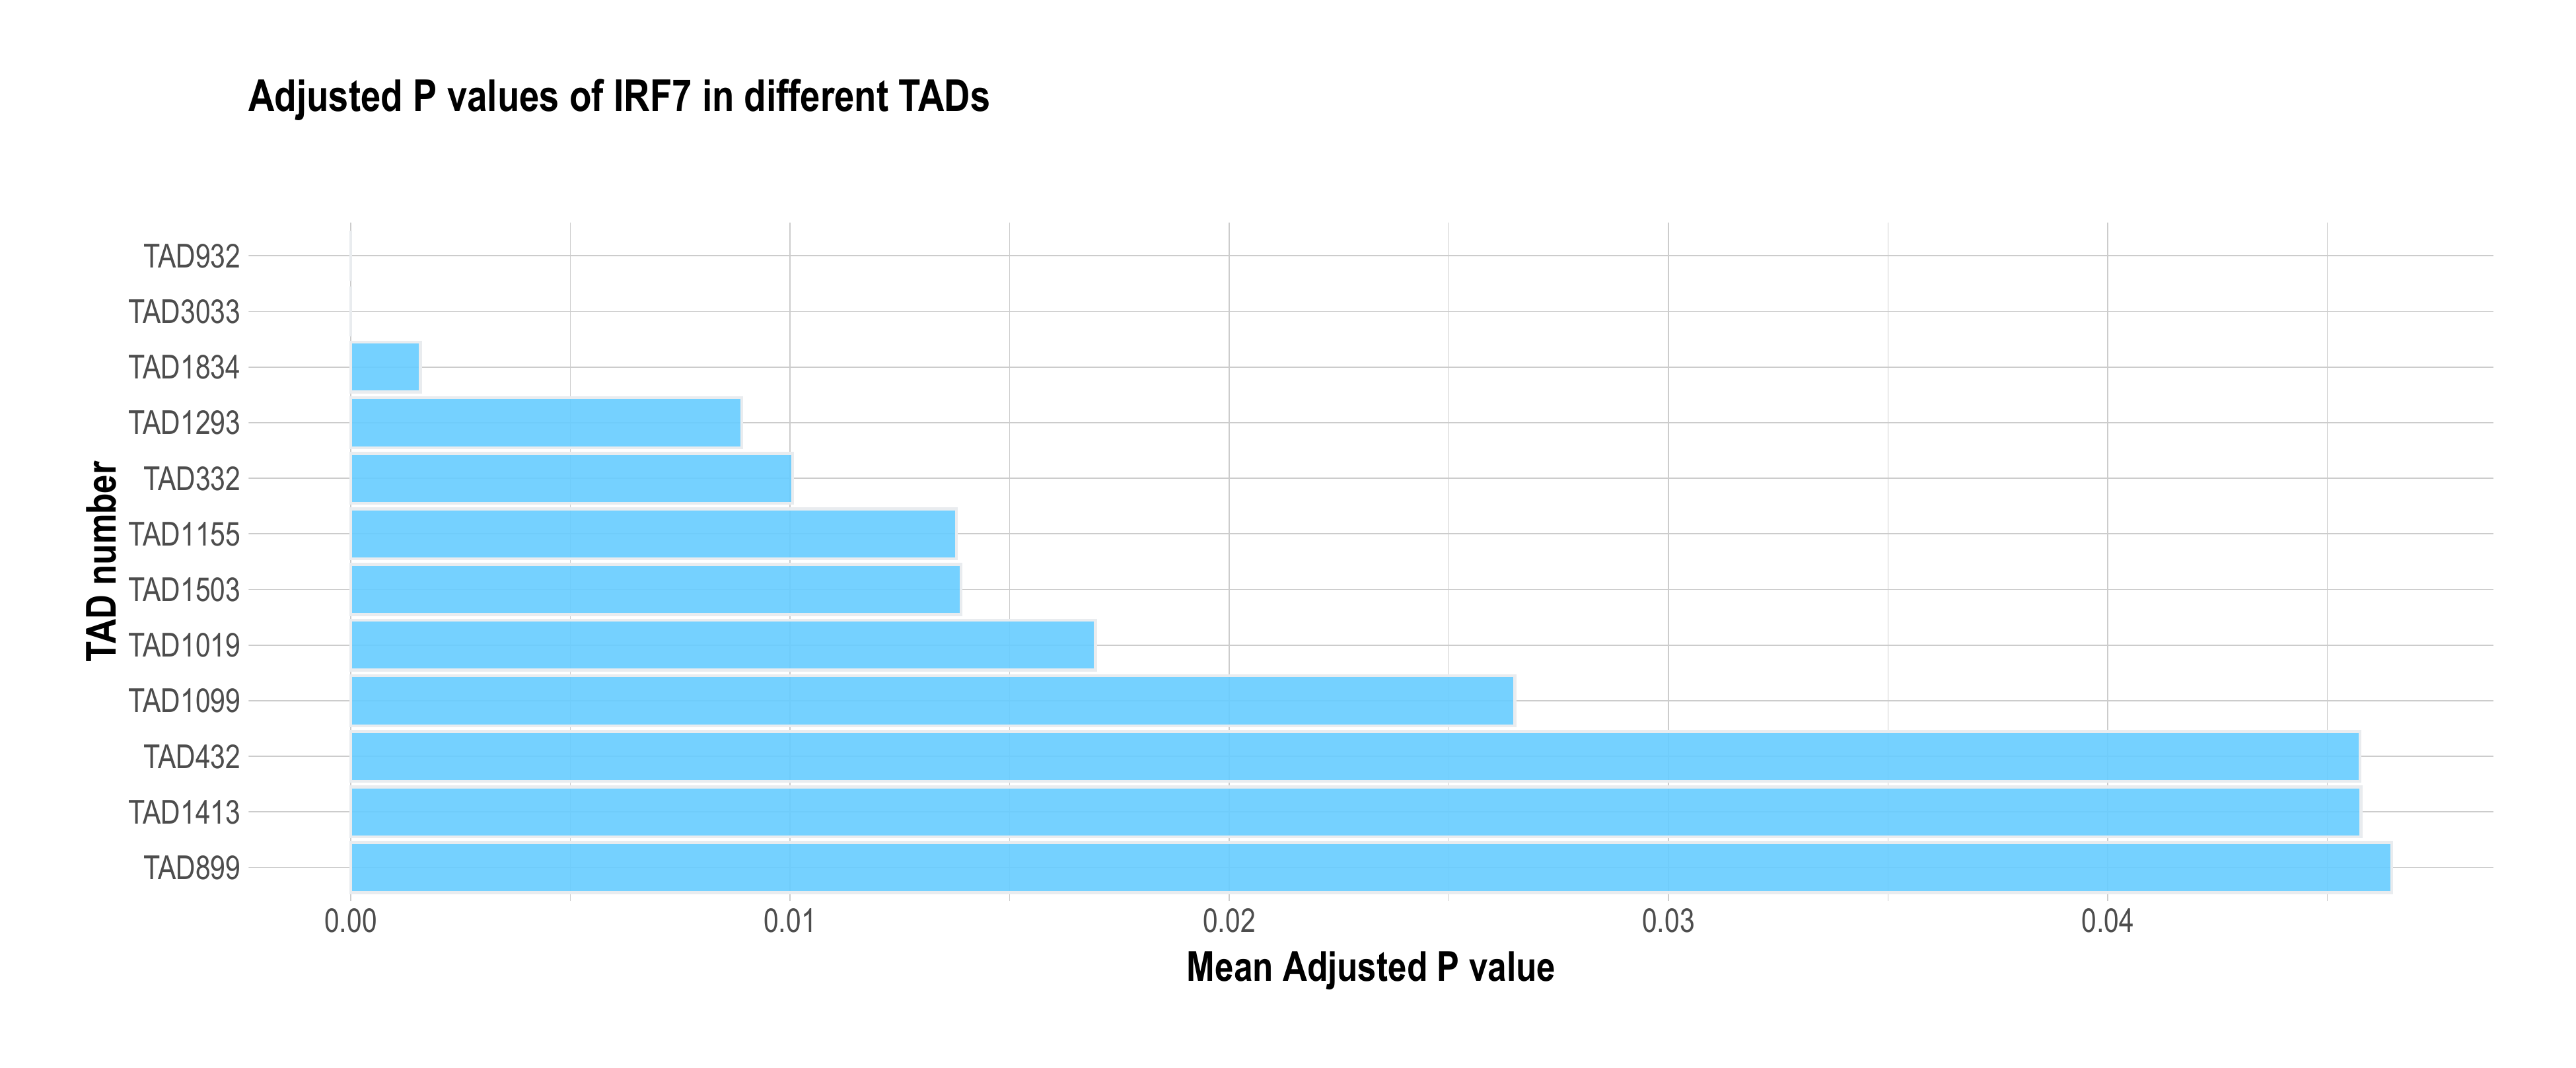 Adjusted P values of IRF7 in different TADs
TAD number
TAD932
TAD3033
TAD1834
TAD1293
TAD332
TAD1155
TAD1503
TAD1019
TAD1099
TAD432
TAD1413
TAD899
0.00 0.01 0.02 0.03 0.04
Mean Adjusted P value